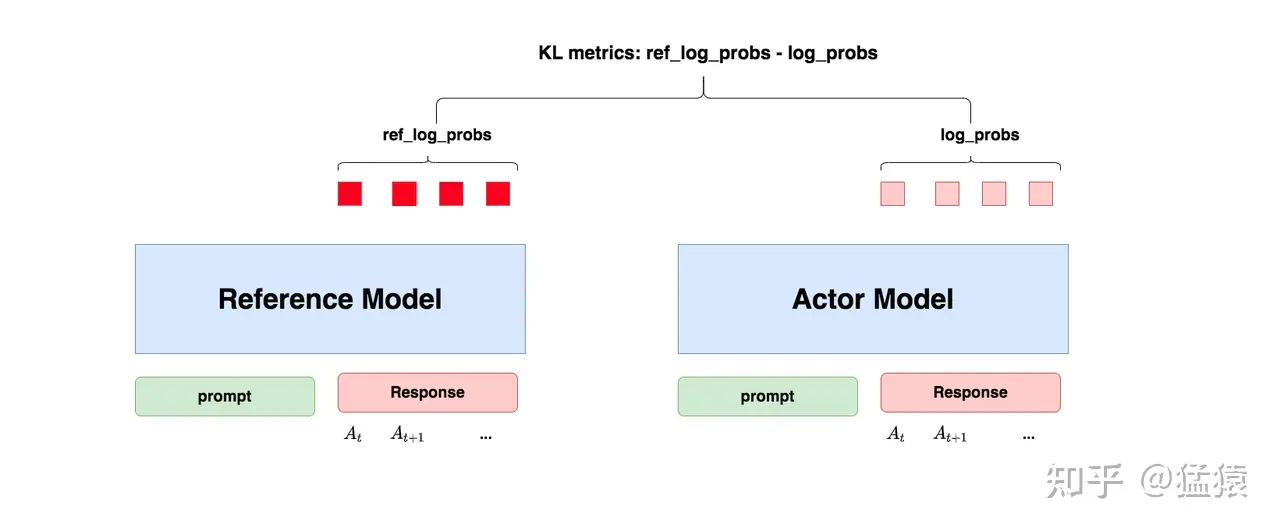 KL metrics: ref_log_probs - log_probs
ref_log_probs
log_probs
Reference Model
Actor Model
prompt
Response
prompt
Response
A_t A_{t+1} ...
A_t A_{t+1} ...
知乎 @猛猿